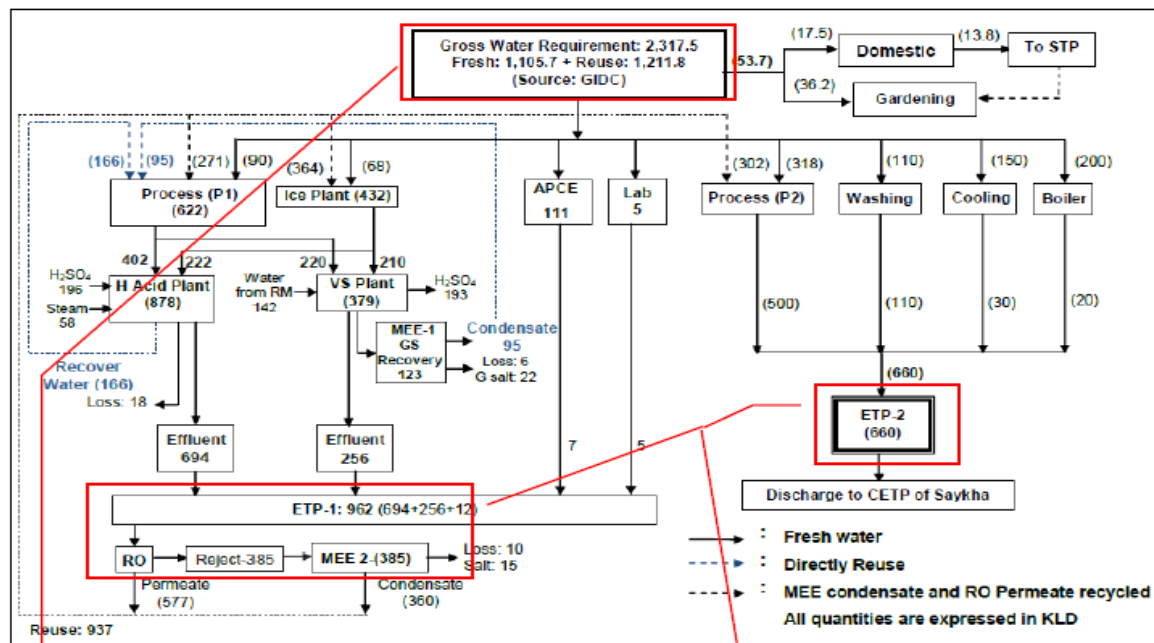 Gross Water Requirement: 2,317.5
Fresh: 1,105.7 + Reuse: 1,211.8
(Source: GIDC)
(53.7)
(17.5)
Domestic
(13.8)
To STP
(36.2)
Gardening
(166)
(95)
(271)
(90)
(364)
(68)
(302)
(318)
(110)
(150)
(200)
Process (P1)
(622)
Ice Plant (432)
APCE
111
Lab
5
Process (P2)
Washing
Cooling
Boiler
402
222
220
210
H₂SO₄
196
Steam
58
H Acid Plant
(878)
Water
from RM
142
VS Plant
(379)
H₂SO₄
193
MEE-1
GS
Recovery
123
Condensate
95
Loss: 6
G salt: 22
Recover
Water (166)
Loss: 18
(500)
(110)
(30)
(20)
(660)
Effluent
694
Effluent
256
7
5
ETP-2
(660)
Discharge to CETP of Saykha
ETP-1: 962 (694+256+12)
RO
Reject-385
MEE 2-(385)
Loss: 10
Salt: 15
Permeate
(577)
Condensate
(360)
Reuse: 937
: Fresh water
: Directly Reuse
: MEE condensate and RO Permeate recycled
All quantities are expressed in KLD